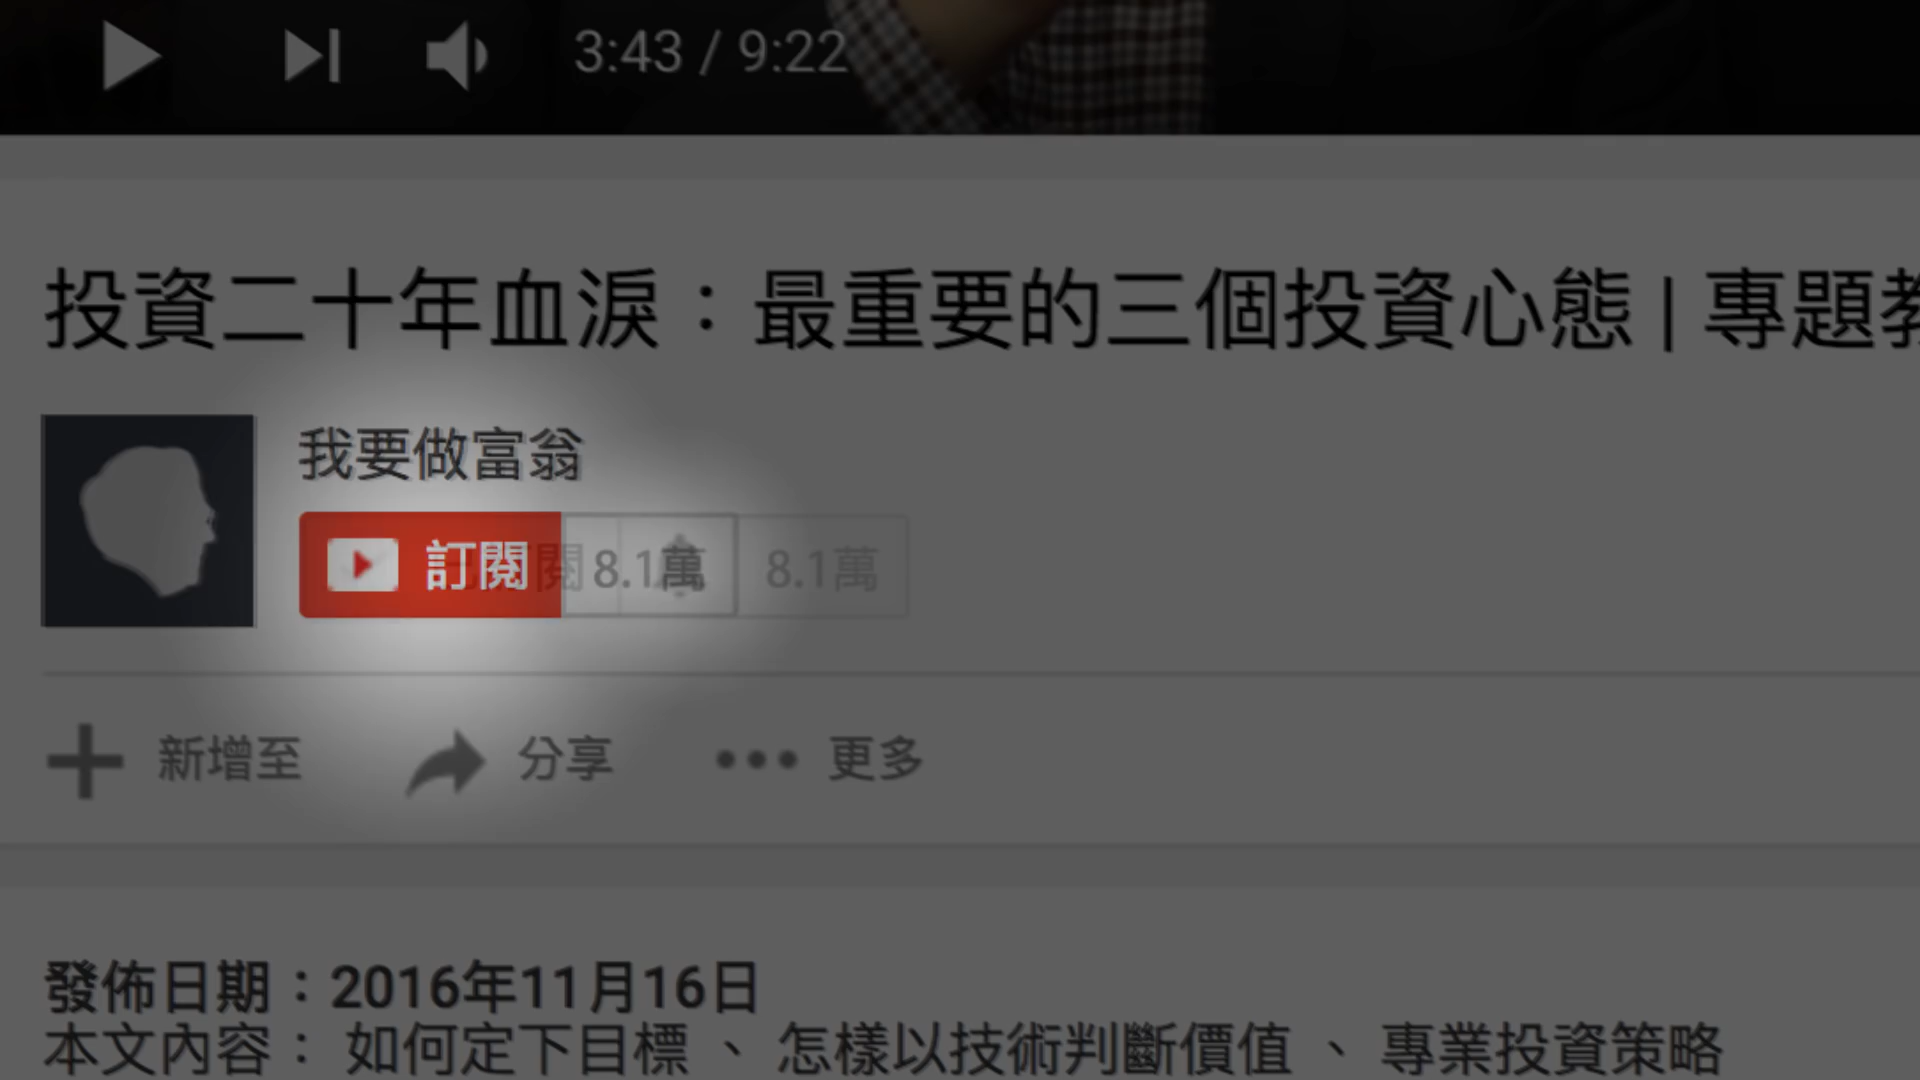 3:43 / 9:22
投資二十年血淚：最重要的三個投資心態 | 專題教
我要做富翁
訂閱 8.1萬 8.1萬
新增至 分享 更多
發佈日期：2016年11月16日
本文內容： 如何定下目標 、 怎樣以技術判斷價值 、 專業投資策略